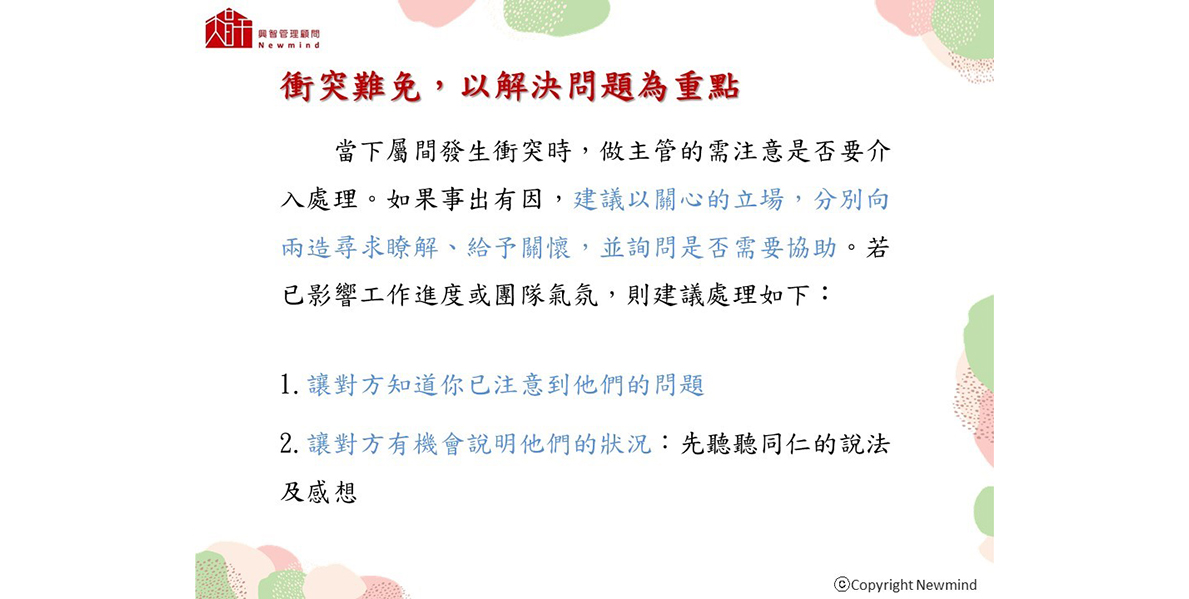 興智管理顧問
Newmind
衝突難免，以解決問題為重點
當下屬間發生衝突時，做主管的需注意是否要介
入處理。如果事出有因，建議以關心的立場，分別向
兩造尋求瞭解、給予關懷，並詢問是否需要協助。若
已影響工作進度或團隊氣氛，則建議處理如下：
1.讓對方知道你已注意到他們的問題
2.讓對方有機會說明他們的狀況：先聽聽同仁的說法
及感想
©Copyright Newmind